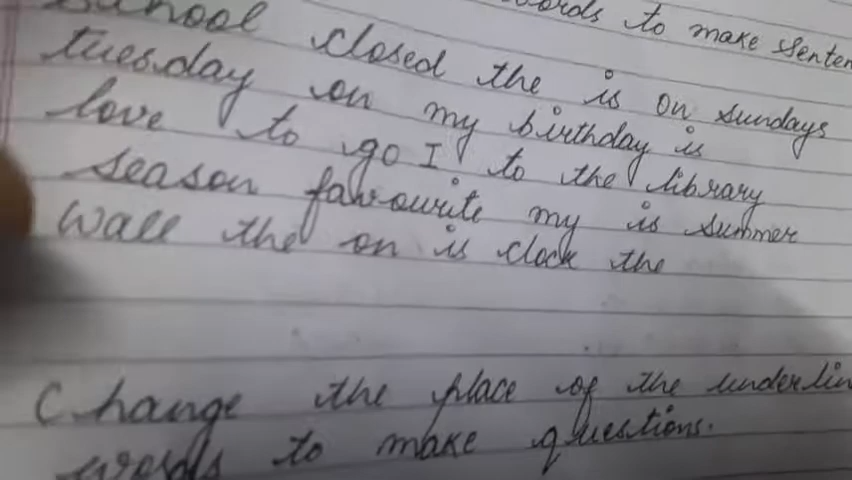 words to make
School closed the is on sundays
tuesday on my birthday is
love to go I to the library
season favourite my is summer
Wall the on is clock the
Change the place of the
words to make questions.